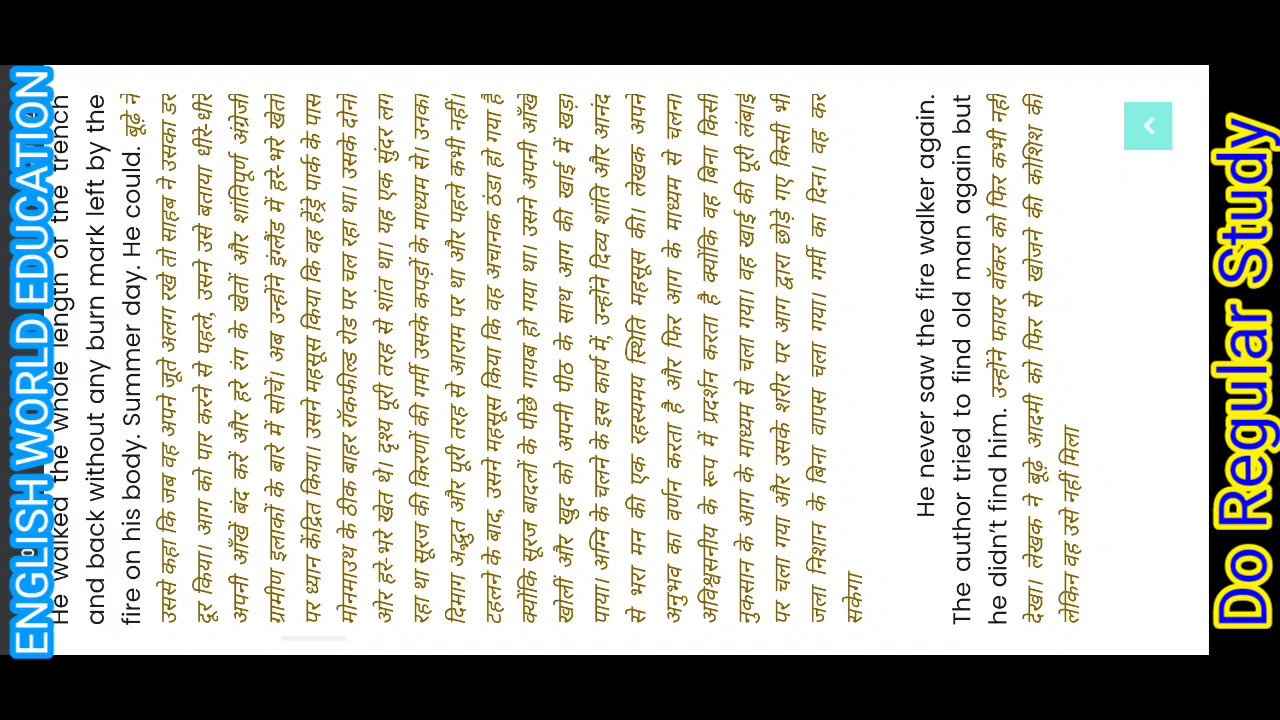 ENGLISH WORLD EDUCATION
He walked the whole length of the trench
and back without any burn mark left by the
fire on his body. Summer day. He could. बूढ़े ने
उससे कहा कि जब वह अपने जूते अलग रखे तो साहब ने उसका डर
दूर किया। आग को पार करने से पहले, उसने उसे बताया धीरे-धीरे
अपनी आँखें बंद करें और हरे रंग के खेतों और शांतिपूर्ण अंग्रेजी
ग्रामीण इलाकों के बारे में सोचें। अब उन्होंने इंग्लैंड में हरे-भरे खेतों
पर ध्यान केंद्रित किया। उसने महसूस किया कि वह हेंड्रे पार्क के पास
मोनमाउथ के ठीक बाहर रॉकफील्ड रोड पर चल रहा था। उसके दोनों
ओर हरे-भरे खेत थे। दृश्य पूरी तरह से शांत था। यह एक सुंदर लग
रहा था सूरज की किरणों की गर्मी उसके कपड़ों के माध्यम से। उनका
दिमाग अद्भुत और पूरी तरह से आराम पर था और पहले कभी नहीं।
टहलने के बाद, उसने महसूस किया कि वह अचानक ठंडा हो गया है
क्योंकि सूरज बादलों के पीछे गायब हो गया था। उसने अपनी आँखें
खोलीं और खुद को अपनी पीठ के साथ आग की खाई में खड़ा
पाया। अग्नि के चलने के इस कार्य में, उन्होंने दिव्य शांति और आनंद
से भरा मन की एक रहस्यमय स्थिति महसूस की। लेखक अपने
अनुभव का वर्णन करता है और फिर आग के माध्यम से चलना
अविश्वसनीय के रूप में प्रदर्शन करता है क्योंकि वह बिना किसी
नुकसान के आग के माध्यम से चला गया। वह खाई की पूरी लंबाई
पर चला गया और उसके शरीर पर आग द्वारा छोड़े गए किसी भी
जला निशान के बिना वापस चला गया। गर्मी का दिन। वह कर
सकेगा
He never saw the fire walker again.
The author tried to find old man again but
he didn't find him. उन्होंने फायर वॉकर को फिर कभी नहीं
देखा। लेखक ने बूढ़े आदमी को फिर से खोजने की कोशिश की
लेकिन वह उसे नहीं मिला
Do Regular Study